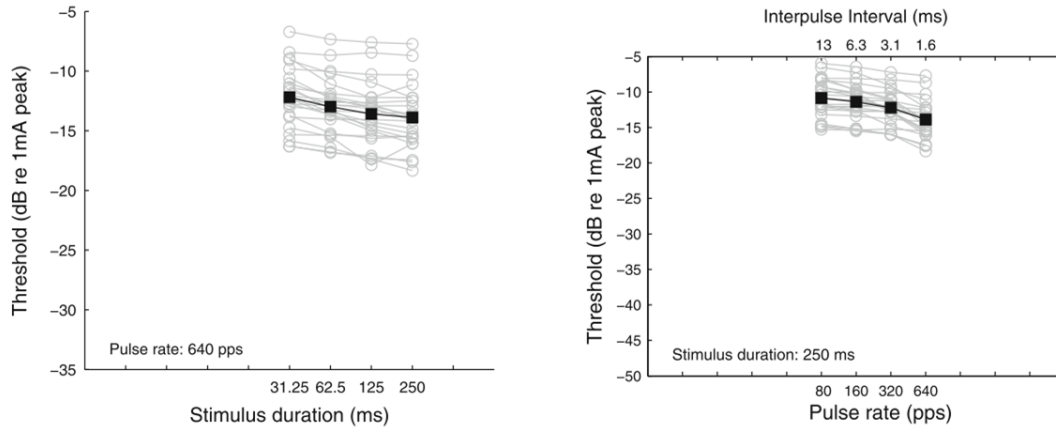 −5
−10
−15
−20
−25
−30
−35
Threshold (dB re 1mA peak)
Pulse rate: 640 pps
31.25 62.5 125 250
Stimulus duration (ms)
Interpulse Interval (ms)
13 6.3 3.1 1.6
−5
−10
−15
−20
−25
−30
−35
−40
−45
−50
Threshold (dB re 1mA peak)
Stimulus duration: 250 ms
80 160 320 640
Pulse rate (pps)